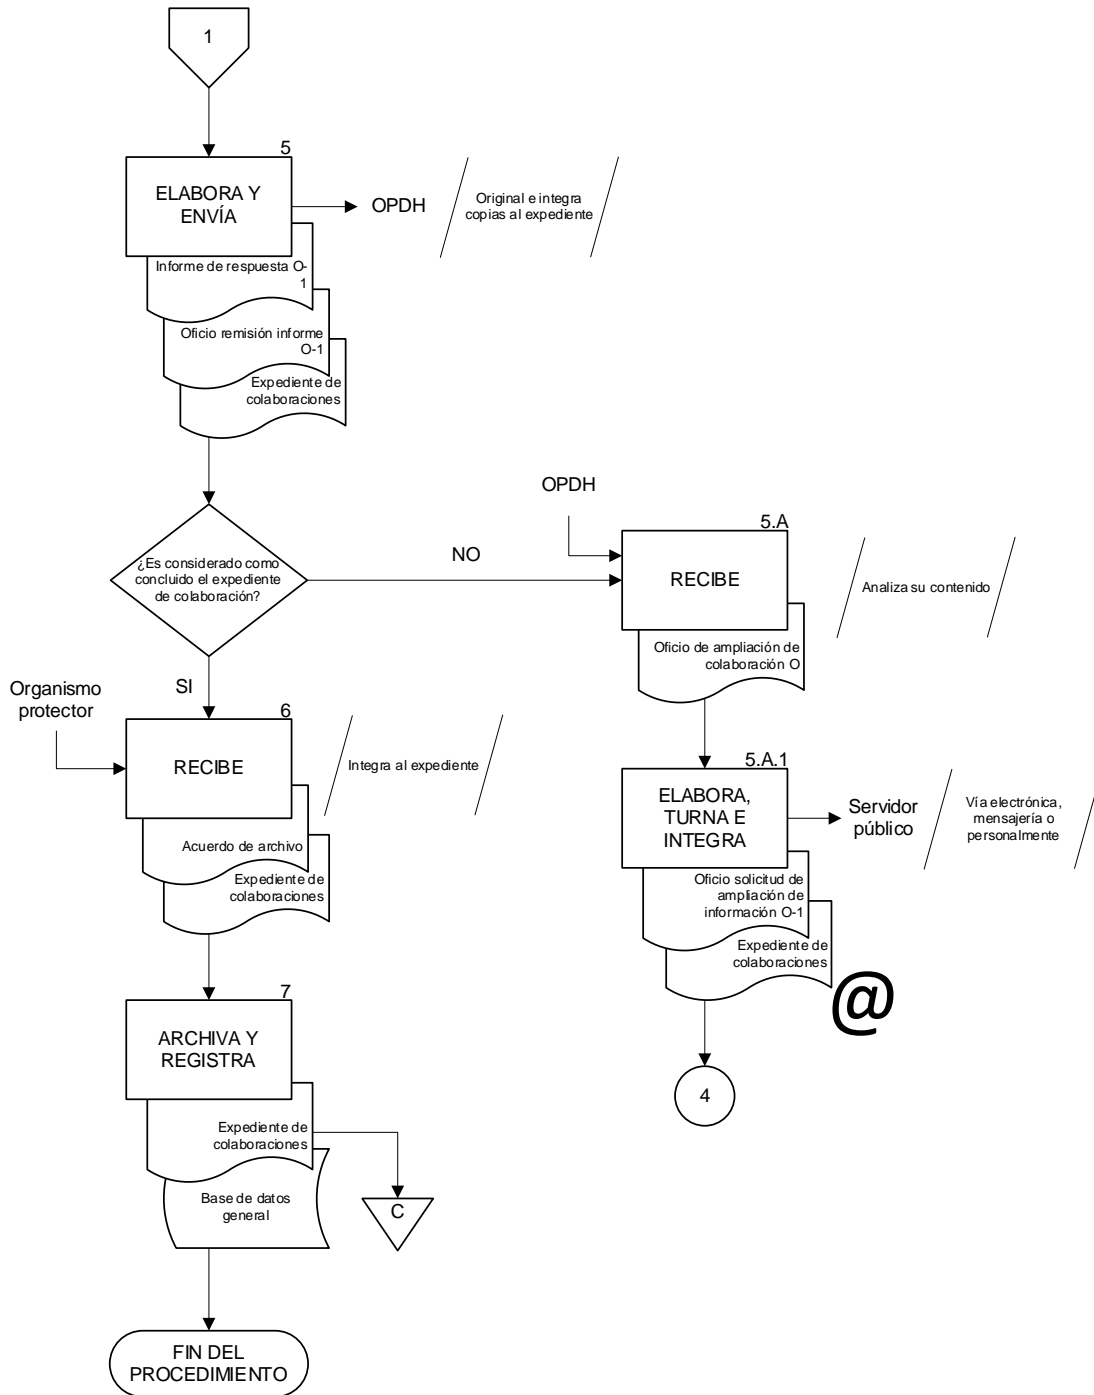 1
5
ELABORA Y
ENVÍA
OPDH
Original e integra
copias al expediente
Informe de respuesta O-
1
Oficio remisión informe
O-1
Expediente de
colaboraciones
¿Es considerado como
concluido el expediente
de colaboración?
NO
OPDH
5.A
RECIBE
Analiza su contenido
Oficio de ampliación de
colaboración O
SI
Organismo
protector
6
RECIBE
Integra al expediente
Acuerdo de archivo
Expediente de
colaboraciones
5.A.1
ELABORA,
TURNA E
INTEGRA
Servidor
público
Vía electrónica,
mensajería o
personalmente
Oficio solicitud de
ampliación de
información O-1
Expediente de
colaboraciones
@
4
7
ARCHIVA Y
REGISTRA
Expediente de
colaboraciones
Base de datos
general
C
FIN DEL
PROCEDIMIENTO